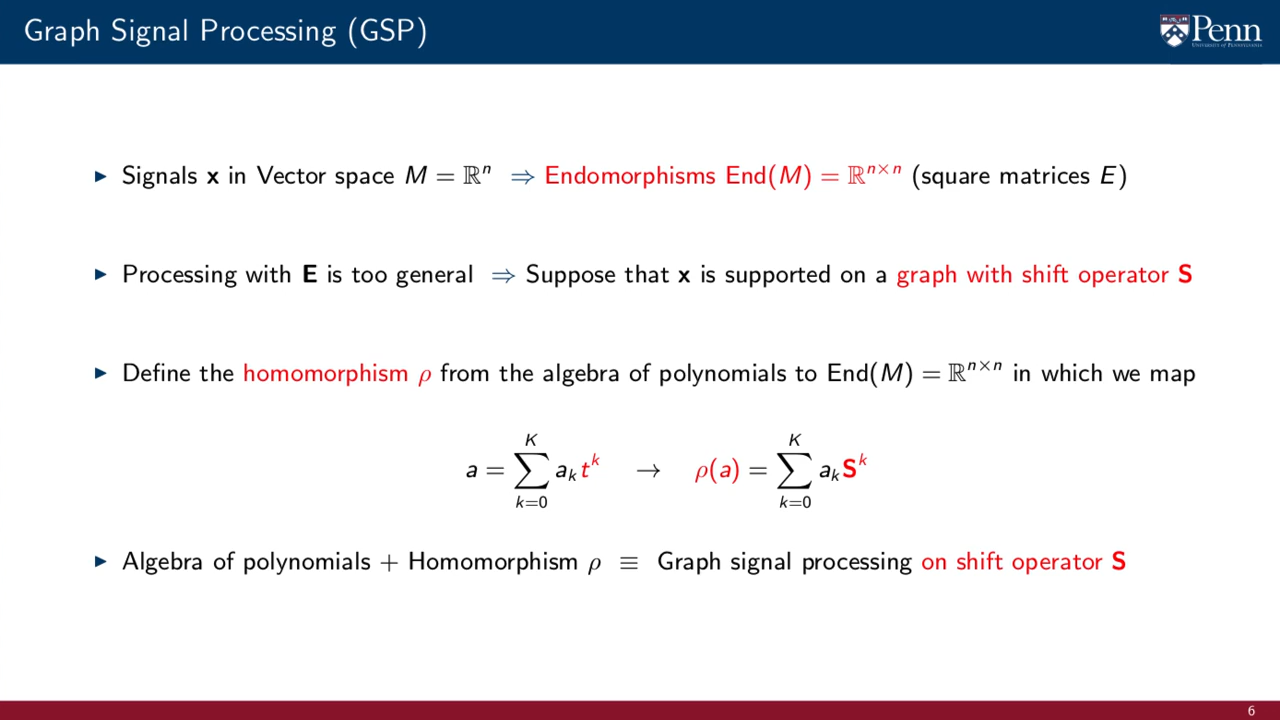 Graph Signal Processing (GSP)
Penn
University of Pennsylvania
▶ Signals x in Vector space M = ℝⁿ ⇒ Endomorphisms End(M) = ℝⁿˣⁿ (square matrices E)
▶ Processing with E is too general ⇒ Suppose that x is supported on a graph with shift operator S
▶ Define the homomorphism ρ from the algebra of polynomials to End(M) = ℝⁿˣⁿ in which we map
a = ∑_{k=0}^{K} a_k t^k → ρ(a) = ∑_{k=0}^{K} a_k S^k
▶ Algebra of polynomials + Homomorphism ρ ≡ Graph signal processing on shift operator S
6